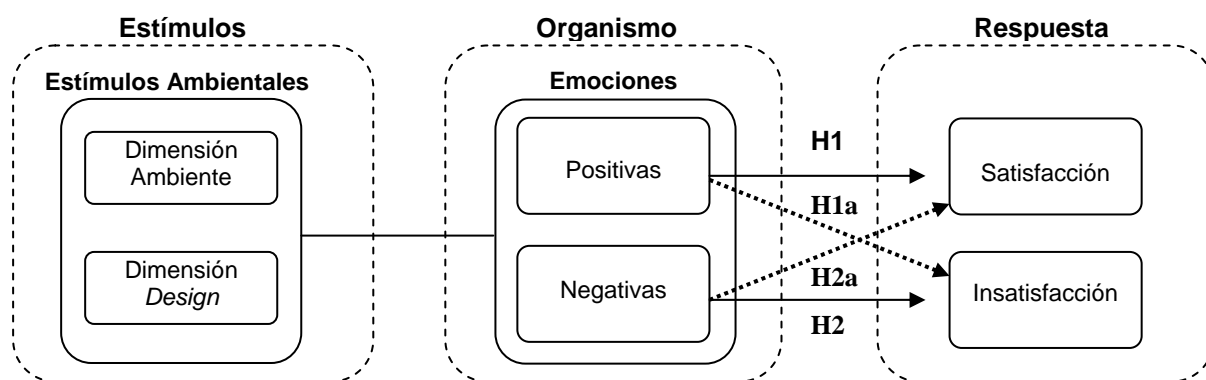 Estímulos
Organismo
Respuesta
Estímulos Ambientales
Emociones
Dimensión
Ambiente
Dimensión
Design
Positivas
Negativas
H1
H1a
H2a
H2
Satisfacción
Insatisfacción